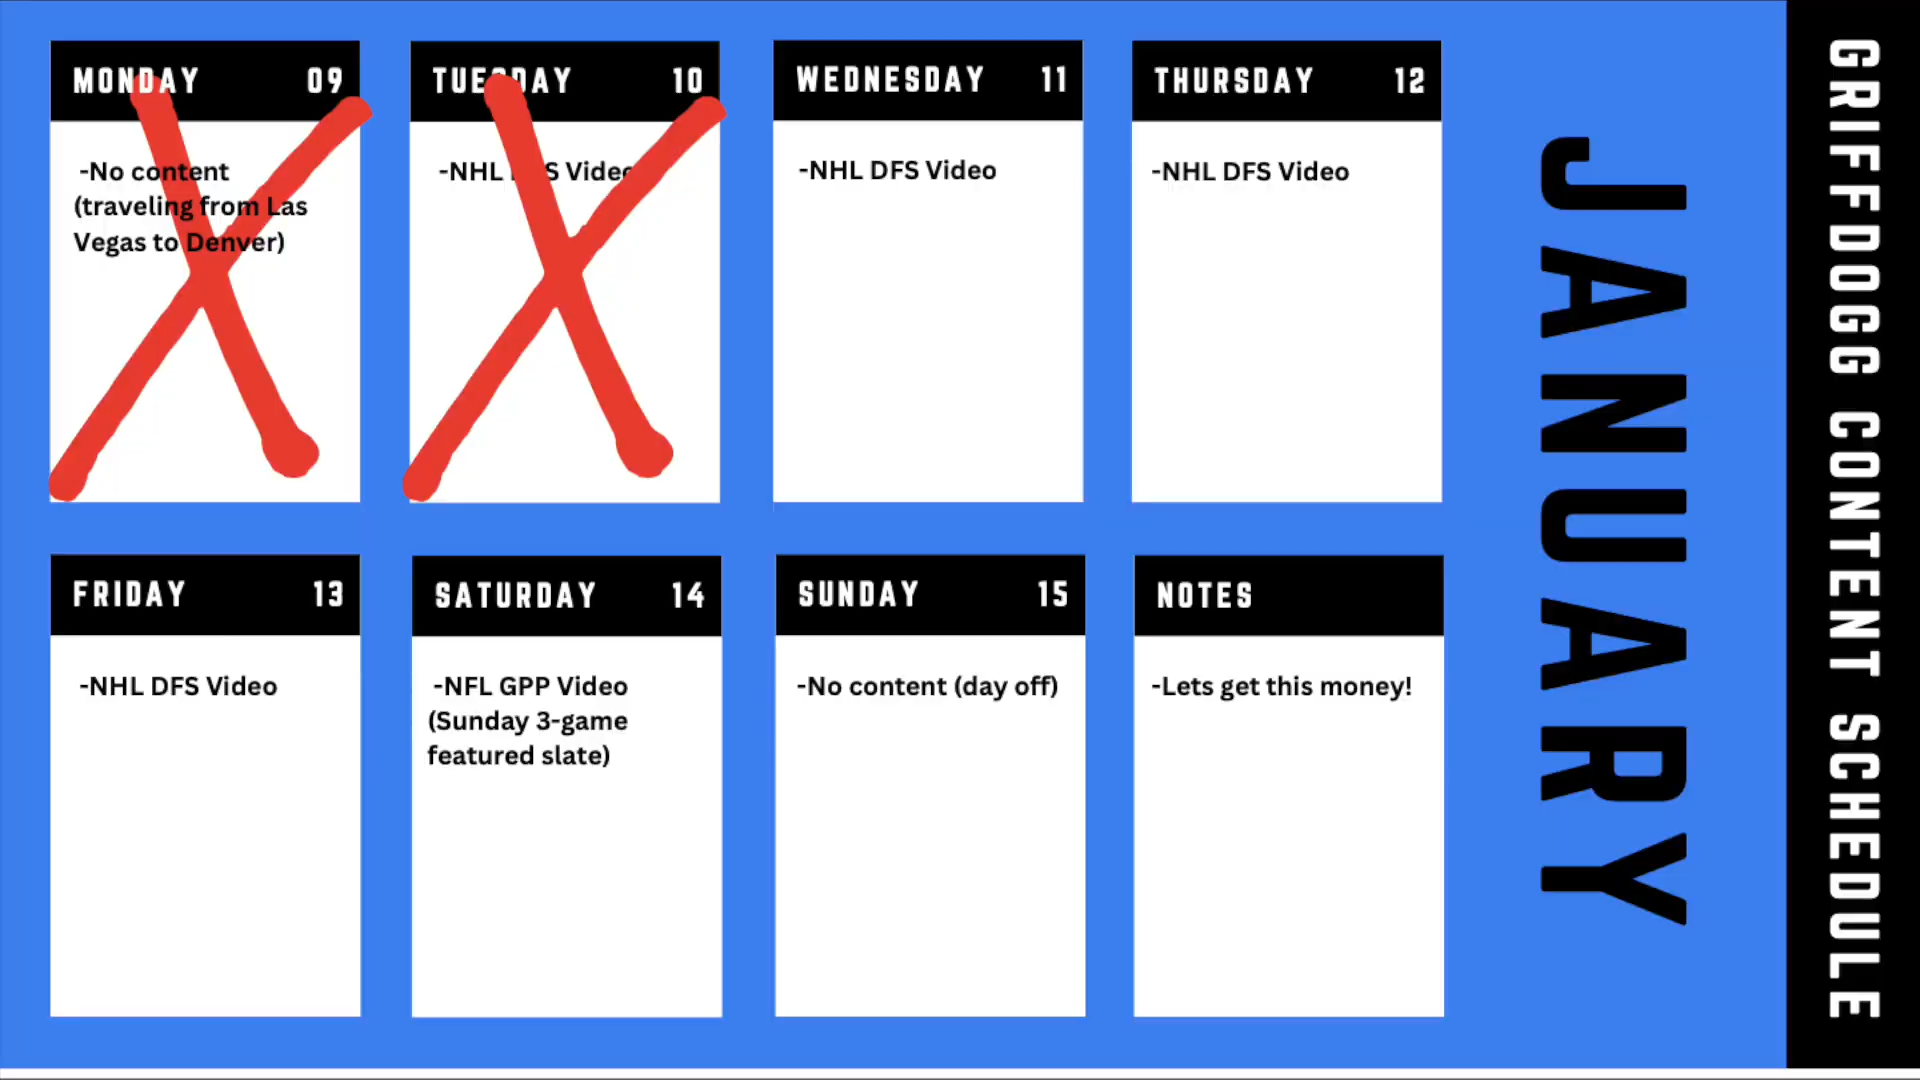 MONDAY 09
-No content
(traveling from Las
Vegas to Denver)
TUESDAY 10
-NHL DFS Video
WEDNESDAY 11
-NHL DFS Video
THURSDAY 12
-NHL DFS Video
FRIDAY 13
-NHL DFS Video
SATURDAY 14
-NFL GPP Video
(Sunday 3-game
featured slate)
SUNDAY 15
-No content (day off)
NOTES
-Lets get this money!
JANUARY
GRIFFDOGG CONTENT SCHEDULE